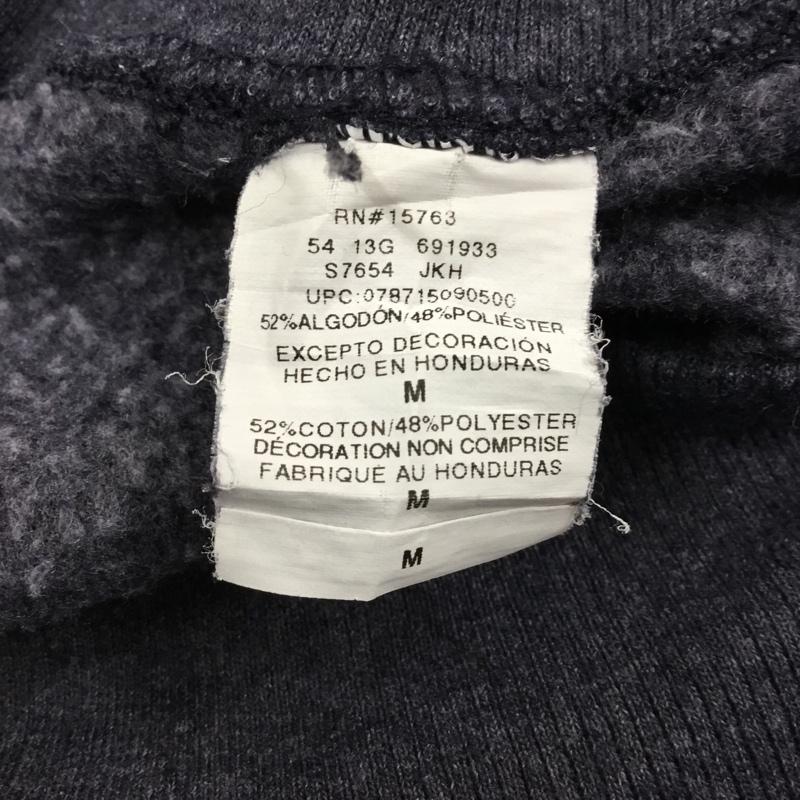 RN#15763
54 13G 691933
S7654 JKH
UPC:078715090500
52%ALGODÓN/48%POLIÉSTER
EXCEPTO DECORACIÓN
HECHO EN HONDURAS
M
52%COTON/48%POLYESTER
DÉCORATION NON COMPRISE
FABRIQUE AU HONDURAS
M
M